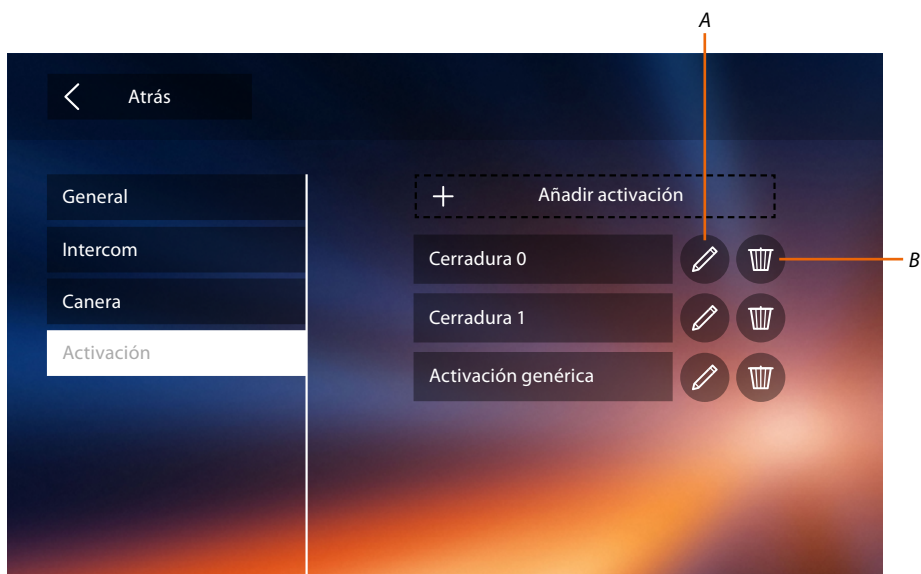 A
Atrás
General
Intercom
Canera
Activación
Añadir activación
Cerradura 0
B
Cerradura 1
Activación genérica